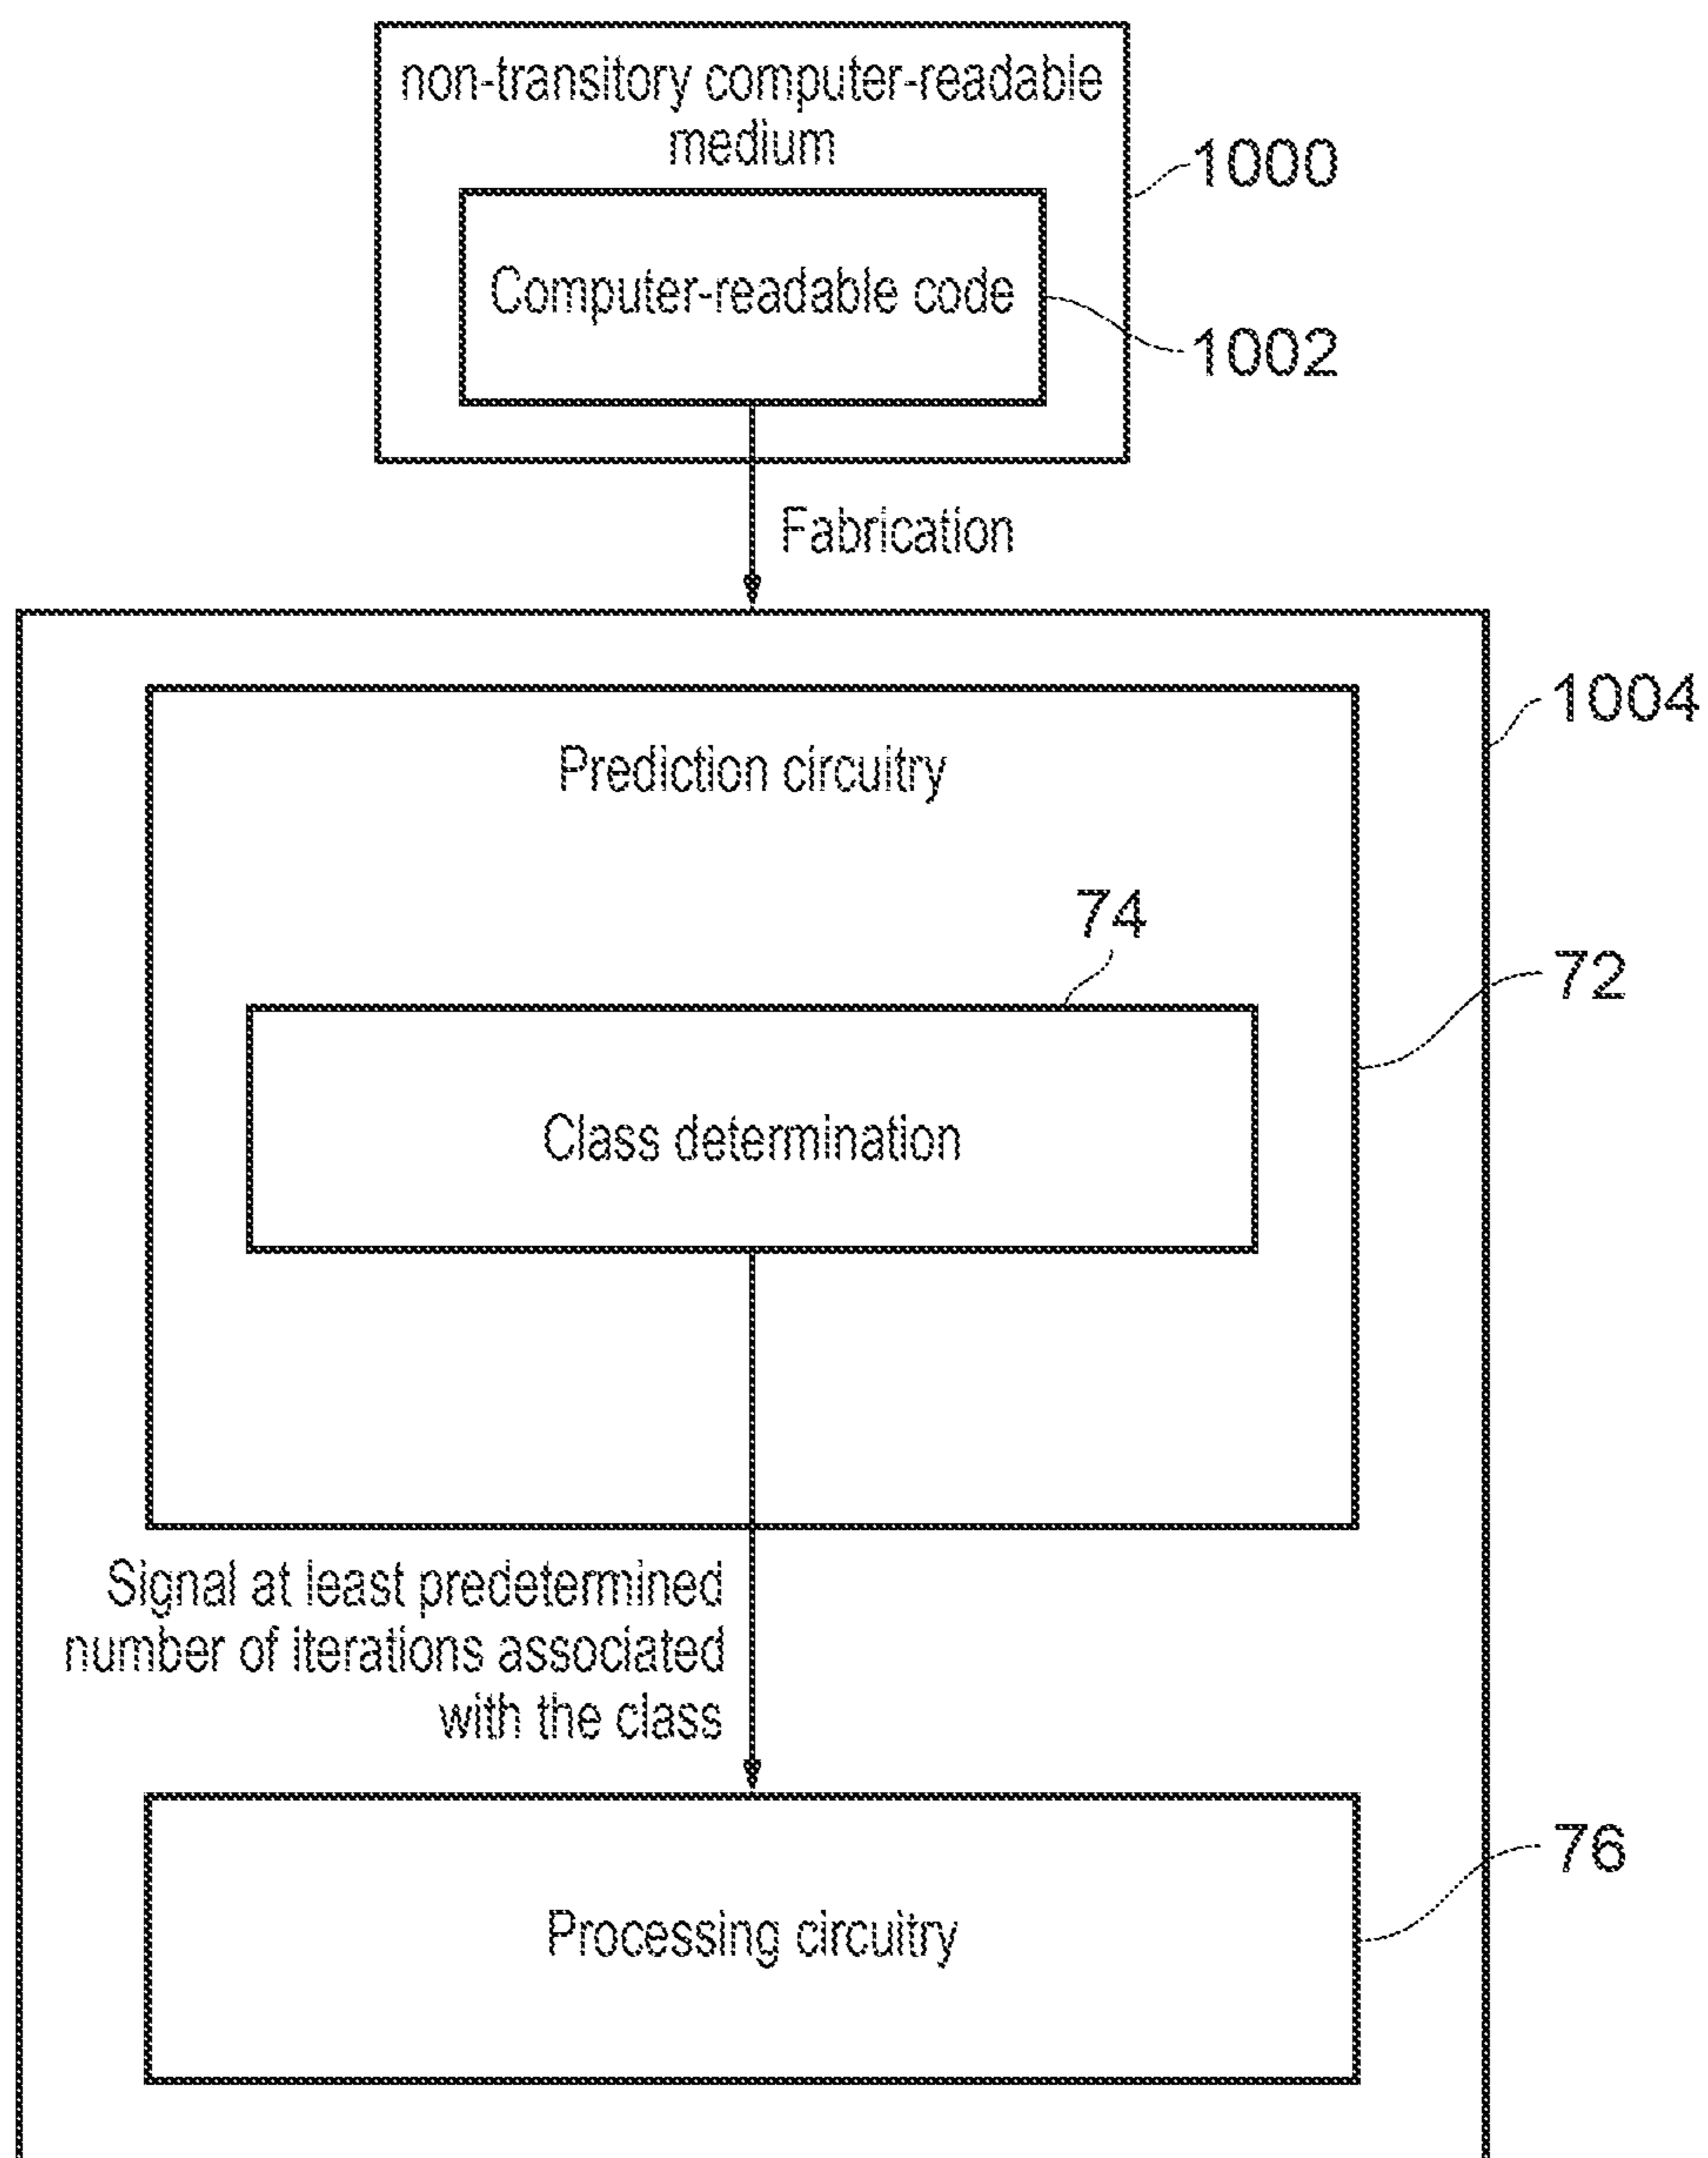 non-transitory computer-readable
medium
1000
Computer-readable code
1002
Fabrication
1004
Prediction circuitry
74
72
Class determination
Signal at least predetermined
number of iterations associated
with the class
76
Processing circuitry